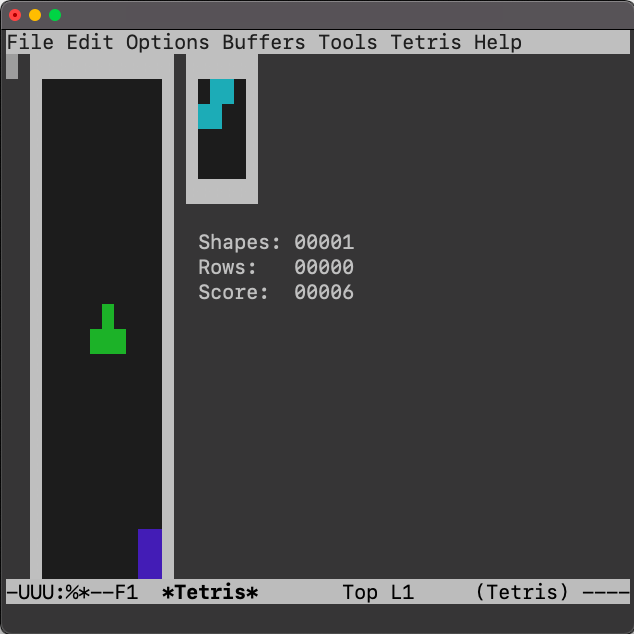 File Edit Options Buffers Tools Tetris Help
Shapes: 00001
Rows:   00000
Score:  00006
-UUU:%*--F1  *Tetris*       Top L1     (Tetris) ----